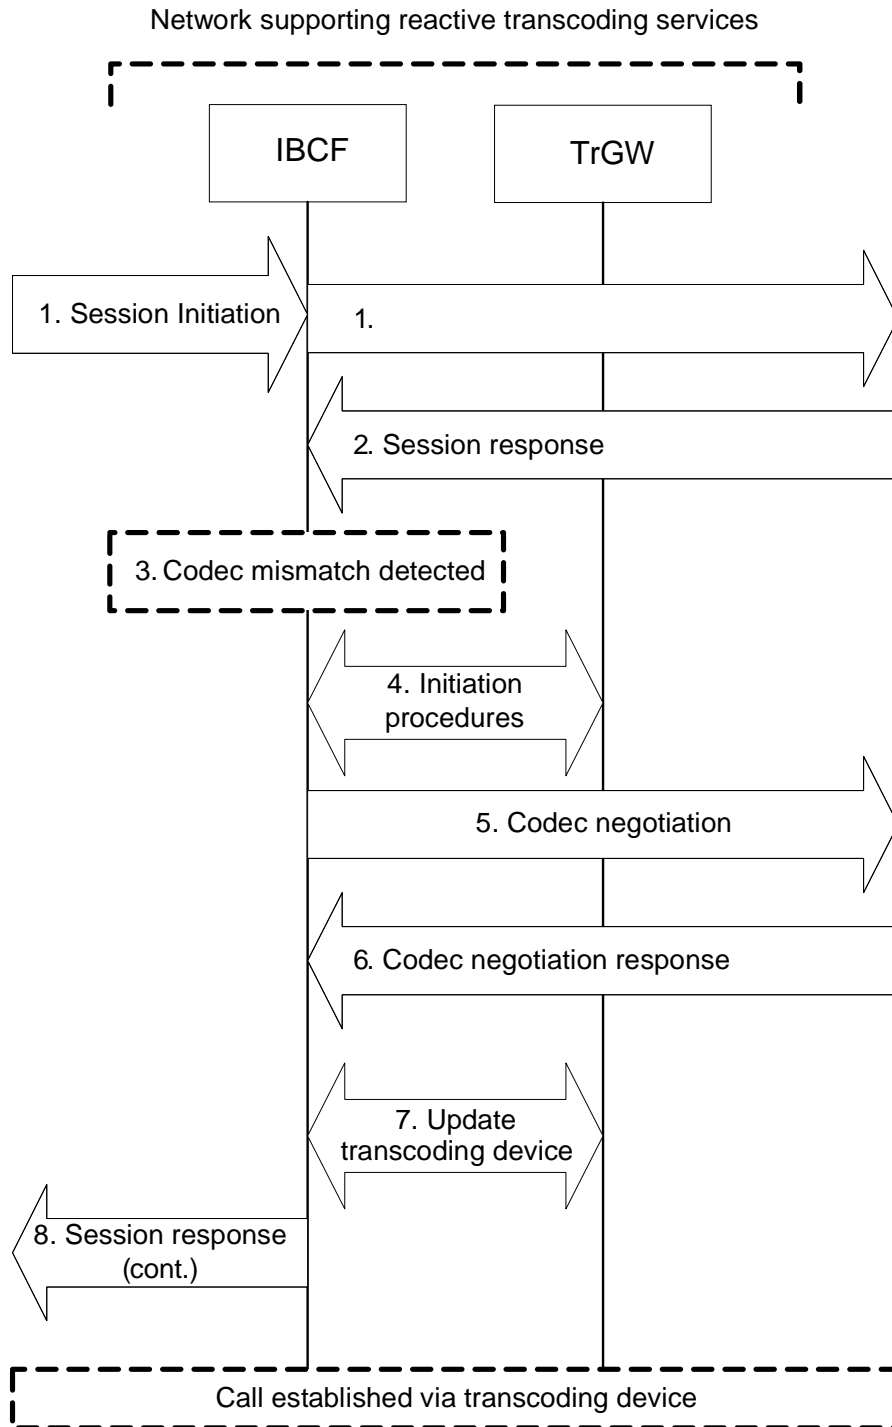 Network supporting reactive transcoding services
IBCF
TrGW
1. Session Initiation
1.
2. Session response
3. Codec mismatch detected
4. Initiation
procedures
5. Codec negotiation
6. Codec negotiation response
7. Update
transcoding device
8. Session response
(cont.)
Call established via transcoding device